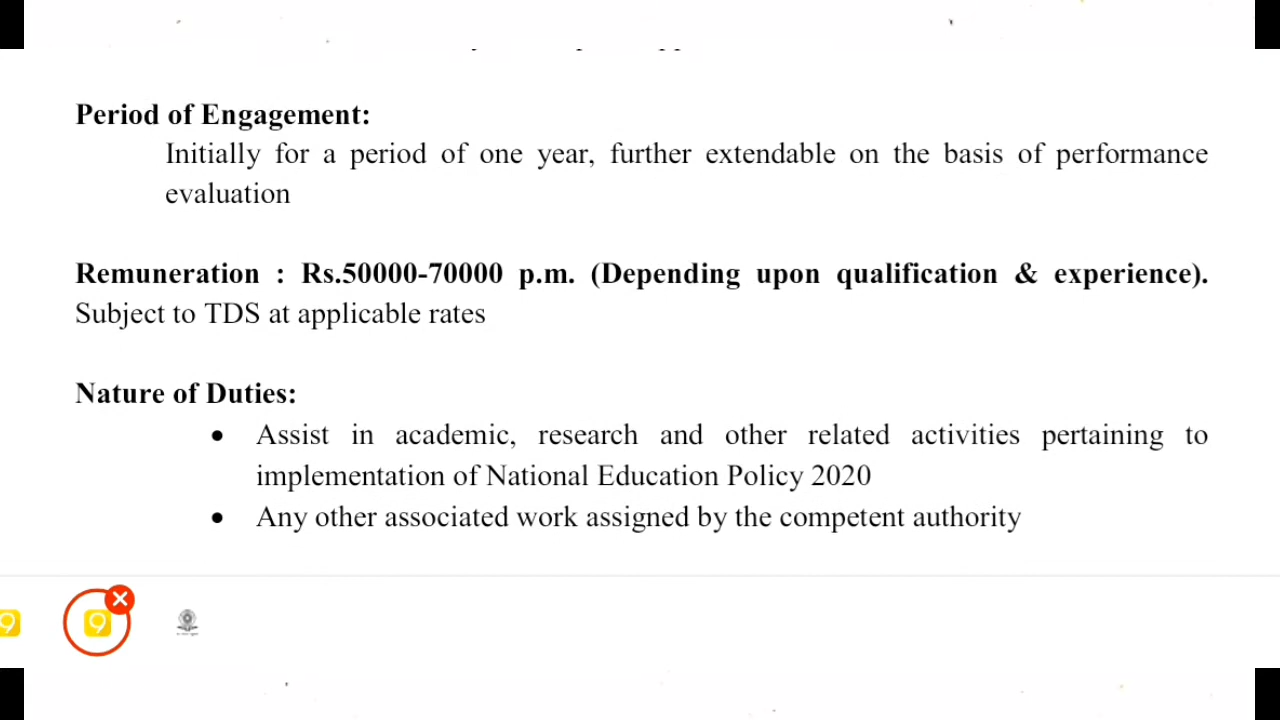 Period of Engagement:
Initially for a period of one year, further extendable on the basis of performance
evaluation
Remuneration : Rs.50000-70000 p.m. (Depending upon qualification & experience).
Subject to TDS at applicable rates
Nature of Duties:
• Assist in academic, research and other related activities pertaining to
implementation of National Education Policy 2020
• Any other associated work assigned by the competent authority